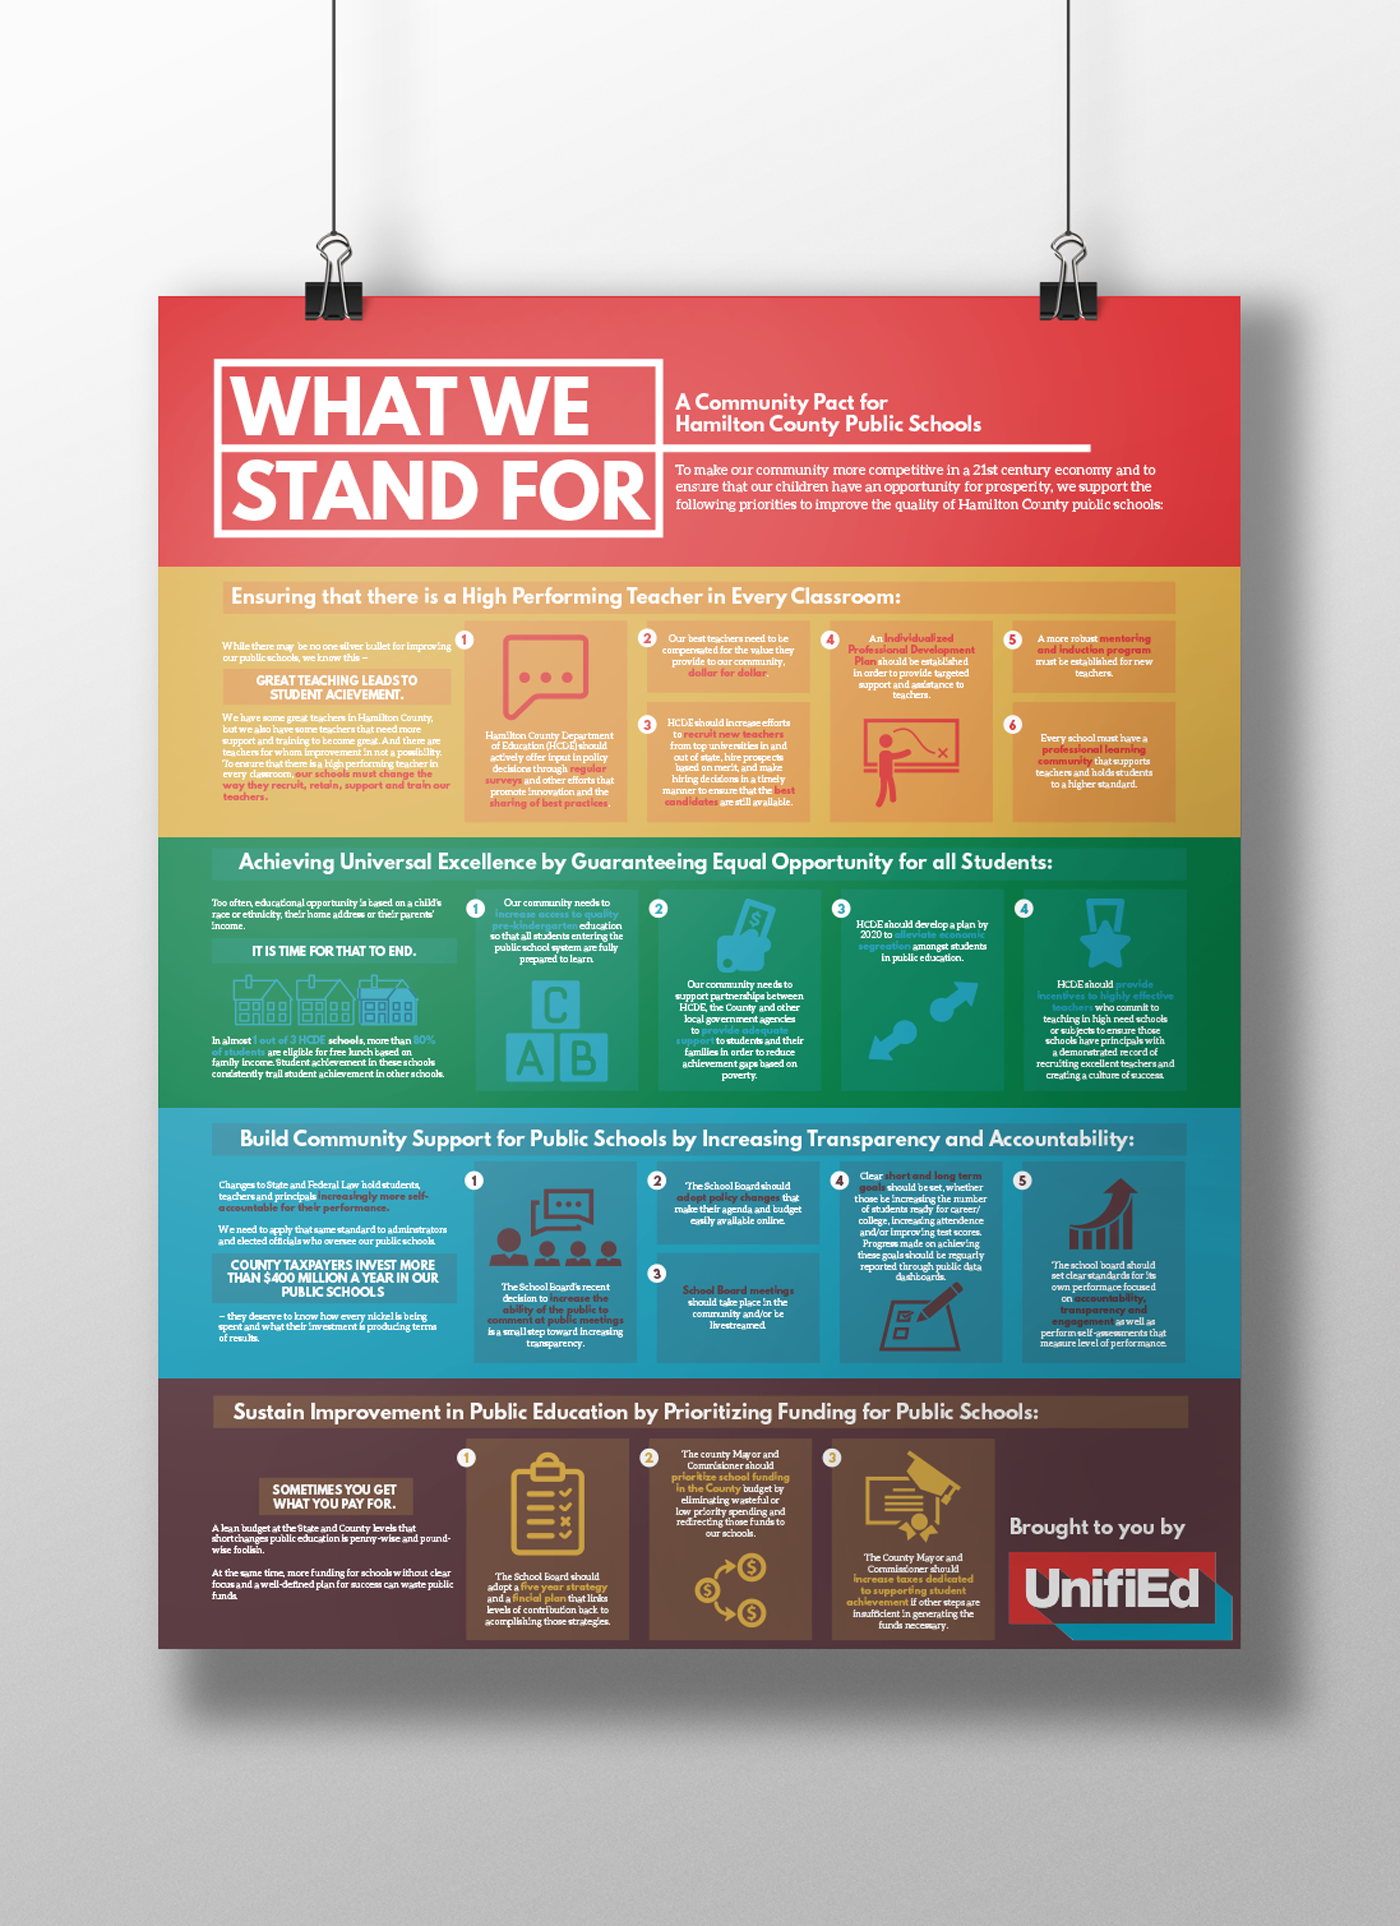 WHAT WE
STAND FOR
A Community Pact for
Hamilton County Public Schools
To make our community more competitive in a 21st century economy and to
ensure that our children have an opportunity for prosperity, we support the
following priorities to improve the quality of Hamilton County public schools:
Ensuring that there is a High Performing Teacher in Every Classroom:
While there may be no one silver bullet for improving
our public schools, we know this –
GREAT TEACHING LEADS TO
STUDENT ACIEVEMENT.
We have some great teachers in Hamilton County,
but we also have some teachers that need more
support and training to become great. And there are
teachers for whom improvement in not a possibility.
To ensure that there is a high performing teacher in
every classroom, our schools must change the
way they recruit, retain, support and train our
teachers.
1
Hamilton County Department
of Education (HCDE) should
actively offer input in policy
decisions through regular
surveys and other efforts that
promote innovation and the
sharing of best practices.
2
Our best teachers need to be
compensated for the value they
provide to our community,
dollar for dollar.
3
HCDE should increase efforts
to recruit new teachers
from top universities in and
out of state, hire prospects
based on merit, and make
hiring decisions in a timely
manner to ensure that the best
candidates are still available.
4
An Individualized
Professional Development
Plan should be established
in order to provide targeted
support and assistance to
teachers.
5
A more robust mentoring
and induction program
must be established for new
teachers.
6
Every school must have a
professional learning
community that supports
teachers and holds students
to a higher standard.
Achieving Universal Excellence by Guaranteeing Equal Opportunity for all Students:
Too often, educational opportunity is based on a child's
race or ethnicity, their home address or their parents'
income.
IT IS TIME FOR THAT TO END.
In almost 1 out of 3 HCDE schools, more than 80%
of students are eligible for free lunch based on
family income. Student achievement in these schools
consistently trail student achievement in other schools.
1
Our community needs to
increase access to quality
pre-kindergarten education
so that all students entering the
public school system are fully
prepared to learn.
C
A B
2
$
Our community needs to
support partnerships between
HCDE, the County and other
local government agencies
to provide adequate
support to students and their
families in order to reduce
achievement gaps based on
poverty.
3
HCDE should develop a plan by
2020 to alleviate economic
segreation amongst students
in public education.
4
HCDE should provide
incentives to highly effective
teachers who commit to
teaching in high need schools
or subjects to ensure those
schools have principals with
a demonstrated record of
recruiting excellent teachers and
creating a culture of success.
Build Community Support for Public Schools by Increasing Transparency and Accountability:
Changes to State and Federal Law hold students,
teachers and principals increasingly more self-
accountable for their performance.
We need to apply that same standard to adminstrators
and elected officials who oversee our public schools.
COUNTY TAXPAYERS INVEST MORE
THAN $400 MILLION A YEAR IN OUR
PUBLIC SCHOOLS
– they deserve to know how every nickel is being
spent and what their investment is producing terms
of results.
1
The School Board's recent
decision to increase the
ability of the public to
comment at public meetings
is a small step toward increasing
transparency.
2
The School Board should
adopt policy changes that
make their agenda and budget
easily available online.
3
School Board meetings
should take place in the
community and/or be
livestreamed.
4
Clear short and long term
goals should be set, whether
those be increasing the number
of students ready for career/
college, increasing attendence
and/or improving test scores.
Progress made on achieving
these goals should be reguarly
reported through public data
dashboards.
5
The school board should
set clear standards for its
own performace focused
on accountability,
transparency and
engagement as well as
perform self-assessments that
measure level of performance.
Sustain Improvement in Public Education by Prioritizing Funding for Public Schools:
SOMETIMES YOU GET
WHAT YOU PAY FOR.
A lean budget at the State and County levels that
shortchanges public education is penny-wise and pound-
wise foolish.
At the same time, more funding for schools without clear
focus and a well-defined plan for success can waste public
funds.
1
The School Board should
adopt a five year strategy
and a fincial plan that links
levels of contribution back to
acomplishing those strategies.
2
The county Mayor and
Commisioner should
prioritize school funding
in the County budget by
eliminating wasteful or
low priority spending and
redirecting those funds to
our schools.
$
$
$
3
The County Mayor and
Commissioner should
increase taxes dedicated
to supporting student
achievement if other steps are
insufficient in generating the
funds necessary.
Brought to you by
UnifiEd